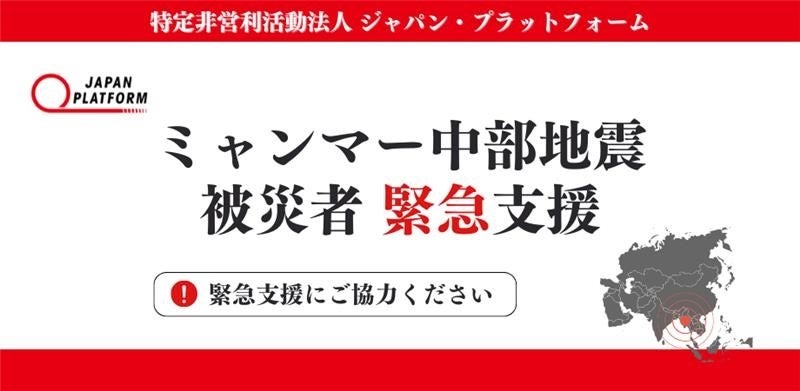 特定非営利活動法人 ジャパン・プラットフォーム
JAPAN
PLATFORM
ミャンマー中部地震
被災者 緊急支援
! 緊急支援にご協力ください